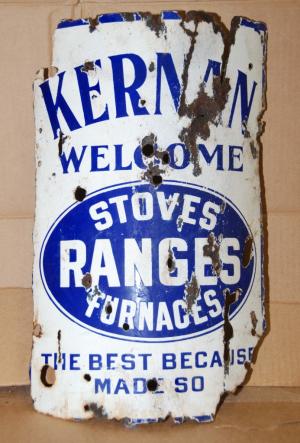 KERNAN
WELCOME
STOVES
RANGES
FURNACES
THE BEST BECAUSE
MADE SO